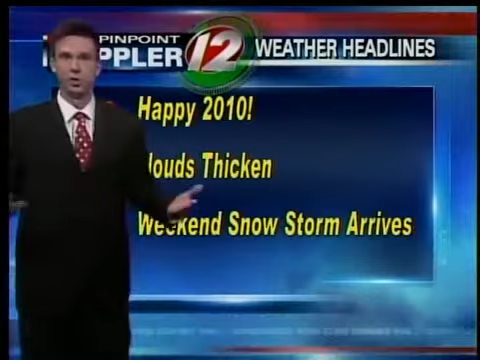 PINPOINT
PPLER 12 WEATHER HEADLINES
Happy 2010!
louds Thicken
Weekend Snow Storm Arrives